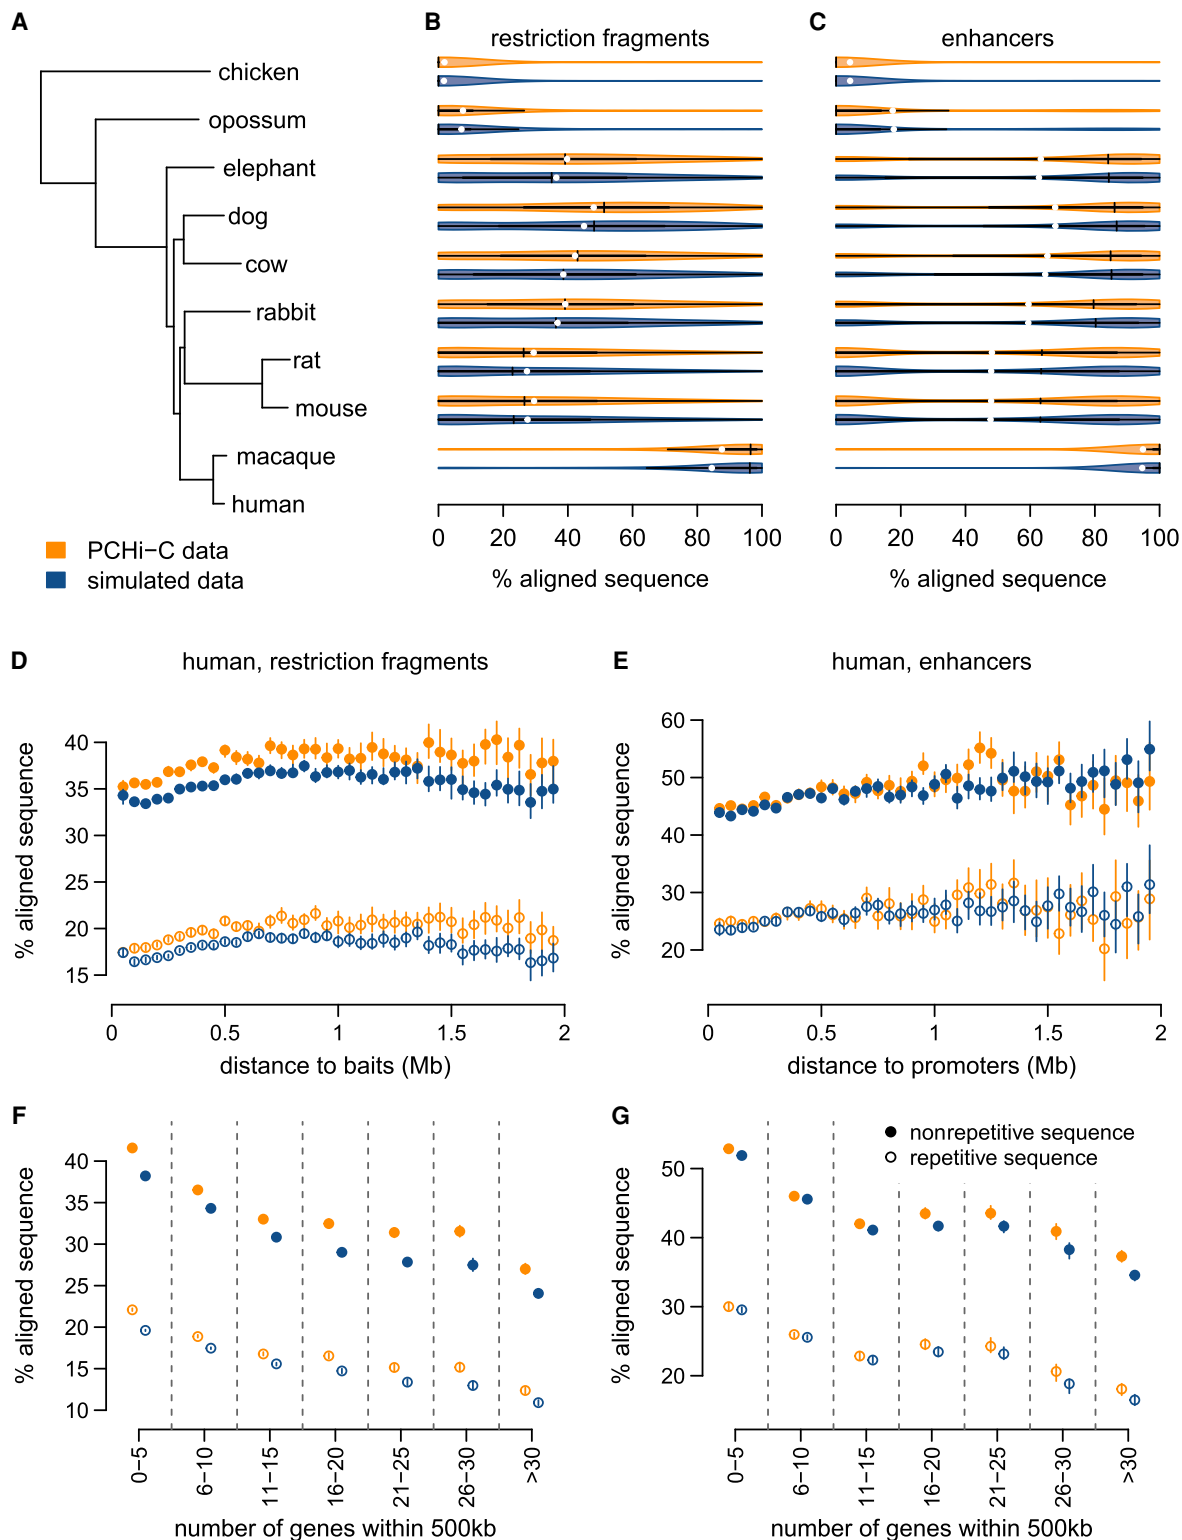 A
B
C
restriction fragments
enhancers
chicken
opossum
elephant
dog
cow
rabbit
rat
mouse
macaque
human
0 20 40 60 80 100
0 20 40 60 80 100
% aligned sequence
% aligned sequence
PCHi−C data
simulated data
D
human, restriction fragments
E
human, enhancers
% aligned sequence
40
35
30
25
20
15
0 0.5 1 1.5 2
distance to baits (Mb)
% aligned sequence
60
50
40
30
20
0 0.5 1 1.5 2
distance to promoters (Mb)
F
% aligned sequence
40
35
30
25
20
15
10
0−5
6−10
11−15
16−20
21−25
26−30
>30
number of genes within 500kb
G
nonrepetitive sequence
repetitive sequence
% aligned sequence
50
40
30
20
0−5
6−10
11−15
16−20
21−25
26−30
>30
number of genes within 500kb